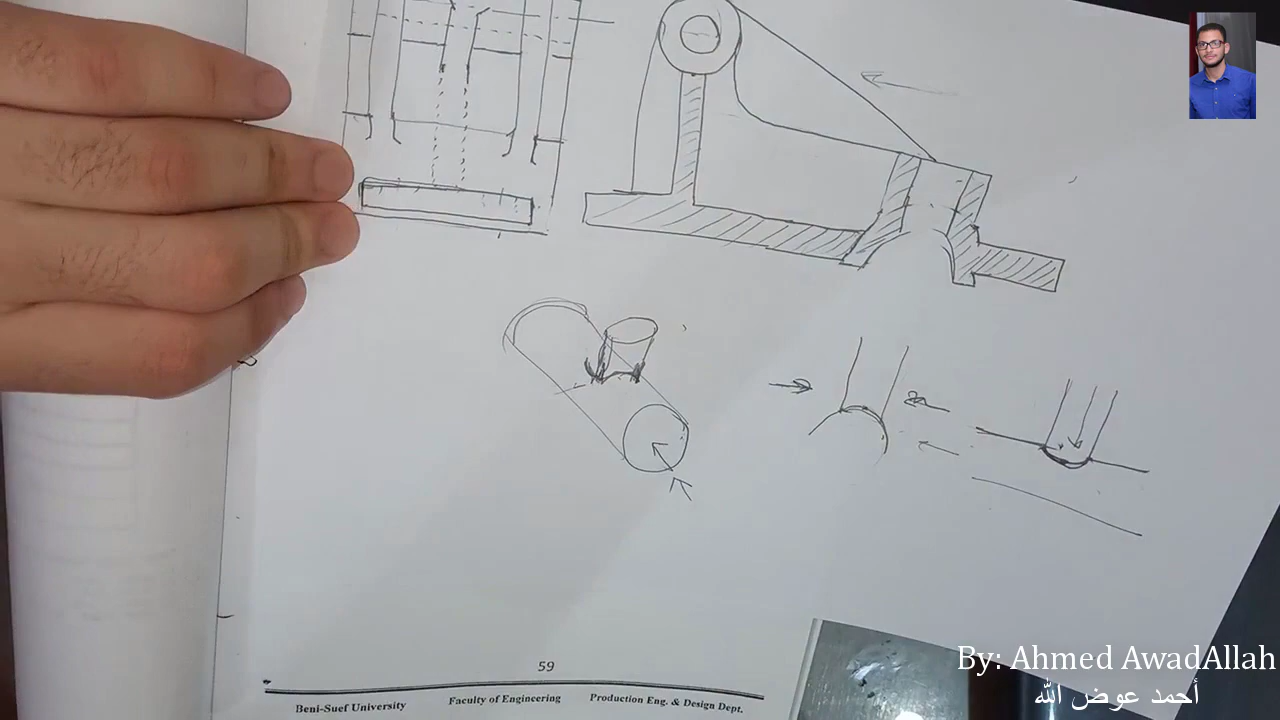 59
Beni-Suef University
Faculty of Engineering
Production Eng. & Design Dept.
By: Ahmed AwadAllah
أحمد عوض الله